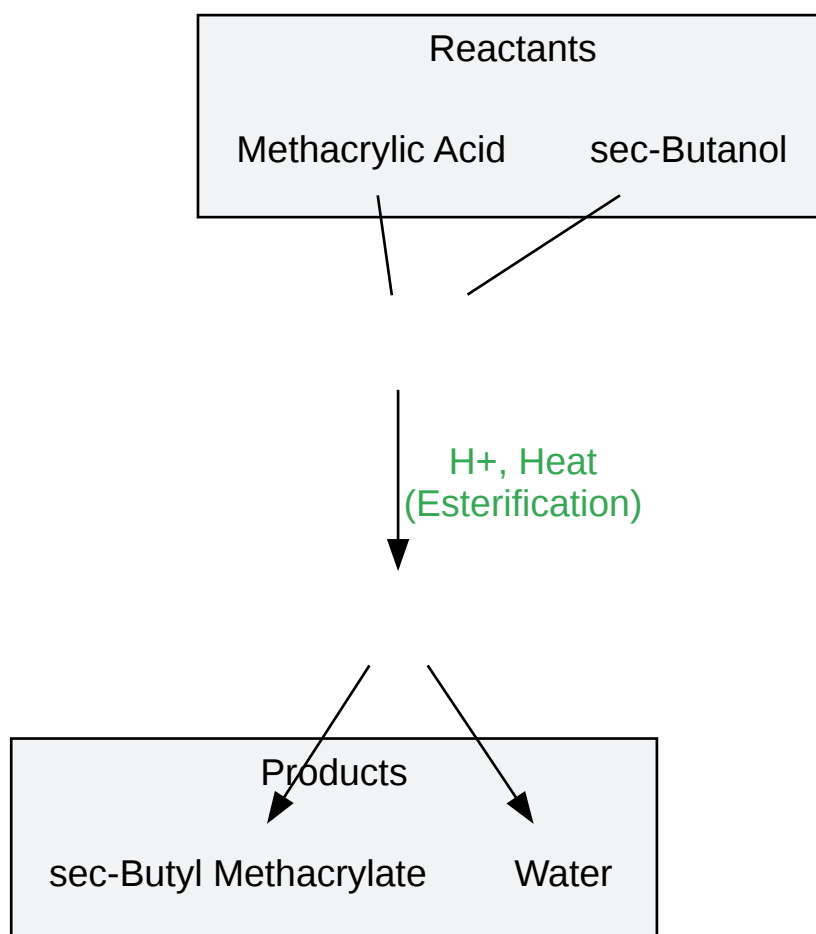 Reactants
Methacrylic Acid sec-Butanol
H+, Heat
(Esterification)
Products
sec-Butyl Methacrylate Water